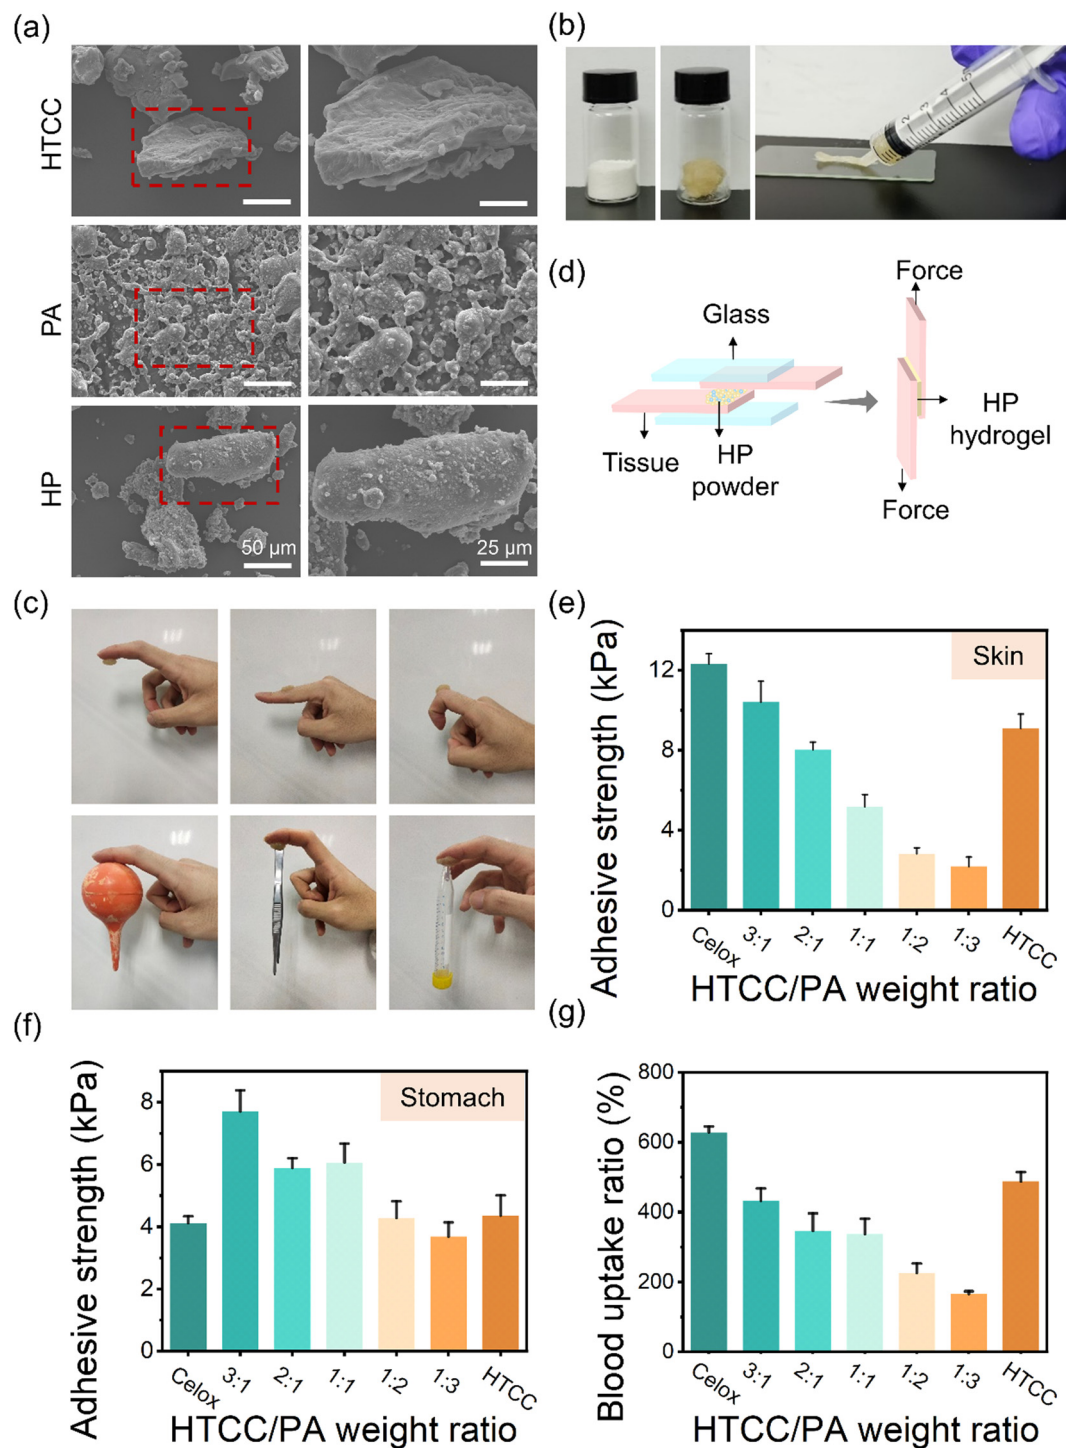 (a)
HTCC
PA
HP
50 µm
25 µm
(b)
(d)
Glass
Tissue
HP
powder
Force
HP
hydrogel
Force
(c)
(e)
Adhesive strength (kPa)
12
8
4
0
Skin
Celox
3:1
2:1
1:1
1:2
1:3
HTCC
HTCC/PA weight ratio
(f)
Adhesive strength (kPa)
8
6
4
2
0
Stomach
Celox
3:1
2:1
1:1
1:2
1:3
HTCC
HTCC/PA weight ratio
(g)
Blood uptake ratio (%)
800
600
400
200
0
Celox
3:1
2:1
1:1
1:2
1:3
HTCC
HTCC/PA weight ratio